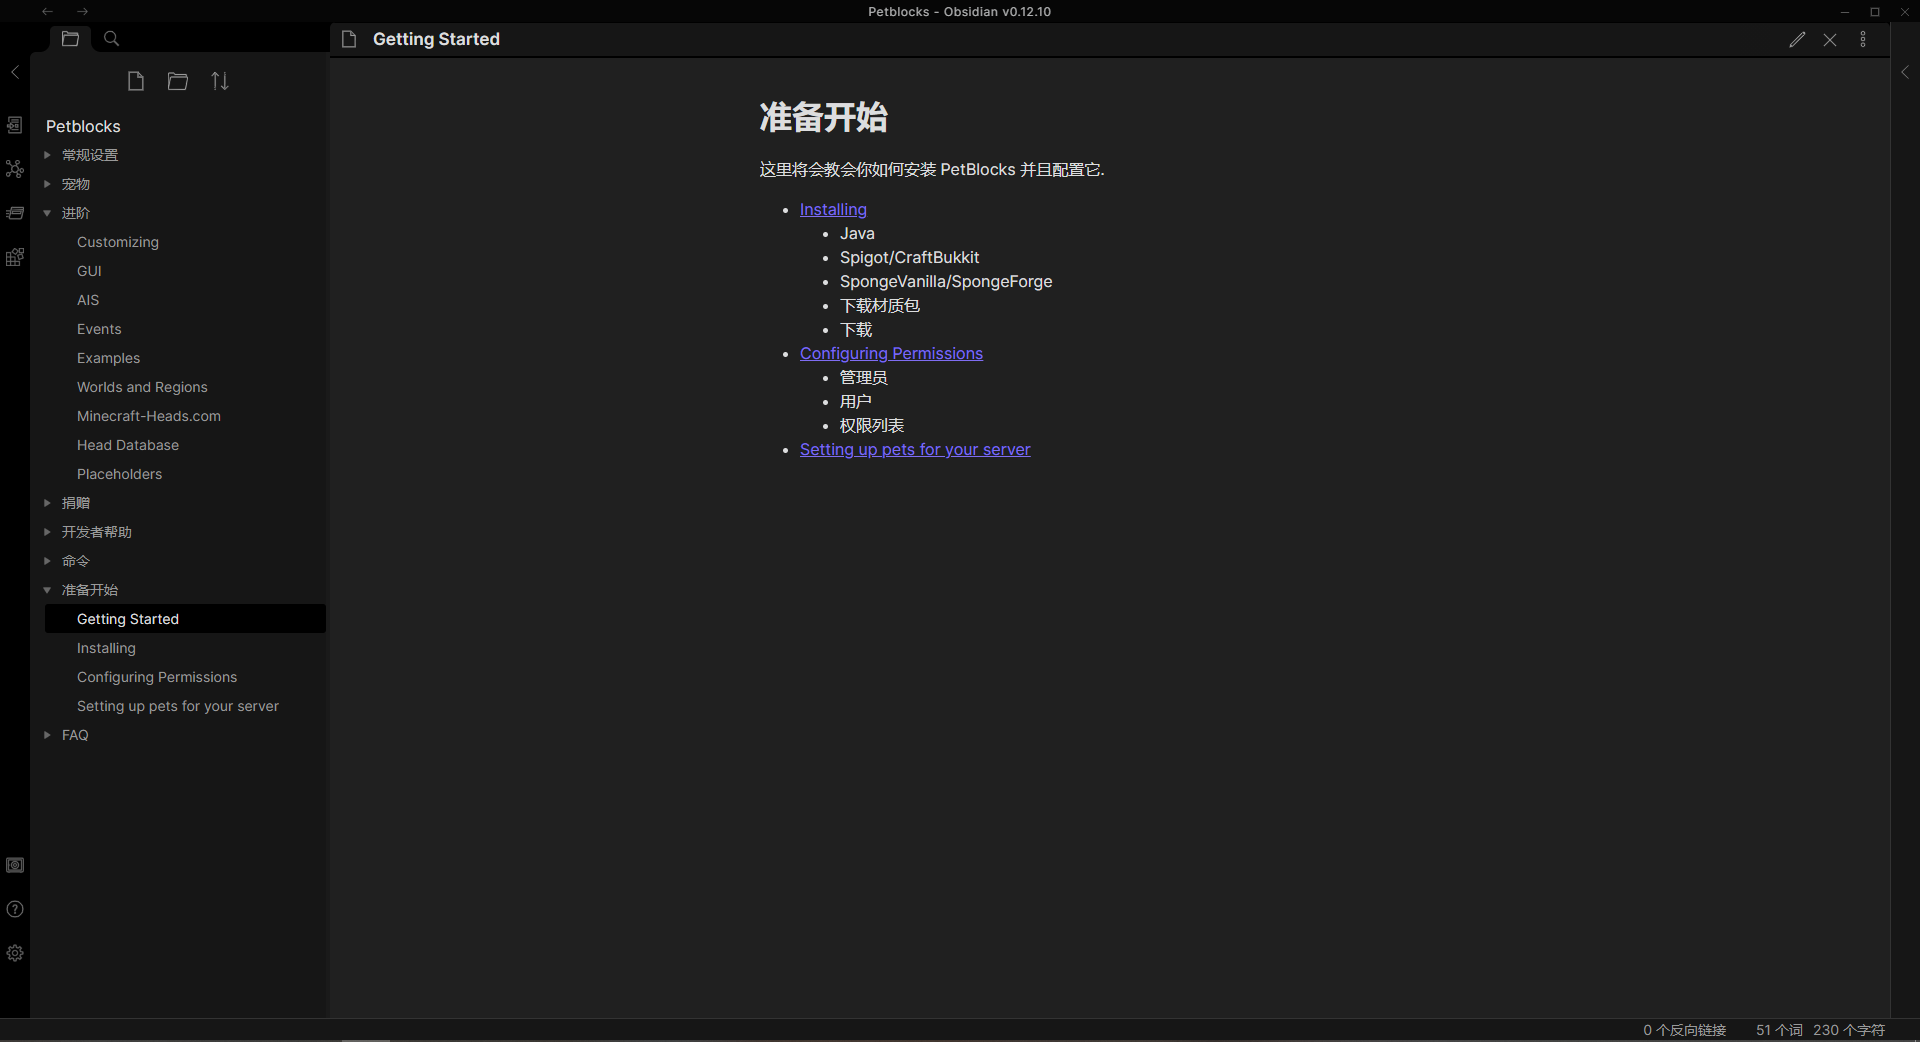 Petblocks - Obsidian v0.12.10
Getting Started
Petblocks
常规设置
宠物
进阶
Customizing
GUI
AIS
Events
Examples
Worlds and Regions
Minecraft-Heads.com
Head Database
Placeholders
捐赠
开发者帮助
命令
准备开始
Getting Started
Installing
Configuring Permissions
Setting up pets for your server
FAQ
准备开始
这里将会教会你如何安装 PetBlocks 并且配置它.
Installing
Java
Spigot/CraftBukkit
SpongeVanilla/SpongeForge
下载材质包
下载
Configuring Permissions
管理员
用户
权限列表
Setting up pets for your server
0 个反向链接 51 个词 230 个字符